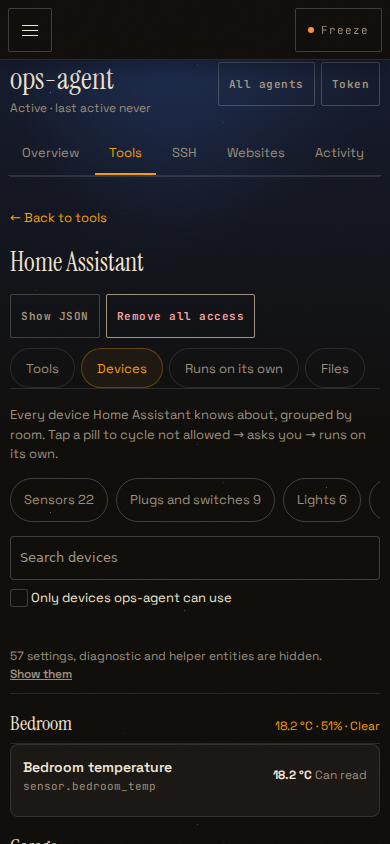 Freeze
ops-agent
All agents
Token
Active · last active never
Overview
Tools
SSH
Websites
Activity
← Back to tools
Home Assistant
Show JSON
Remove all access
Tools
Devices
Runs on its own
Files
Every device Home Assistant knows about, grouped by
room. Tap a pill to cycle not allowed → asks you → runs on
its own.
Sensors 22
Plugs and switches 9
Lights 6
Search devices
Only devices ops-agent can use
57 settings, diagnostic and helper entities are hidden.
Show them
Bedroom
18.2 °C · 51% · Clear
Bedroom temperature
18.2 °C Can read
sensor.bedroom_temp